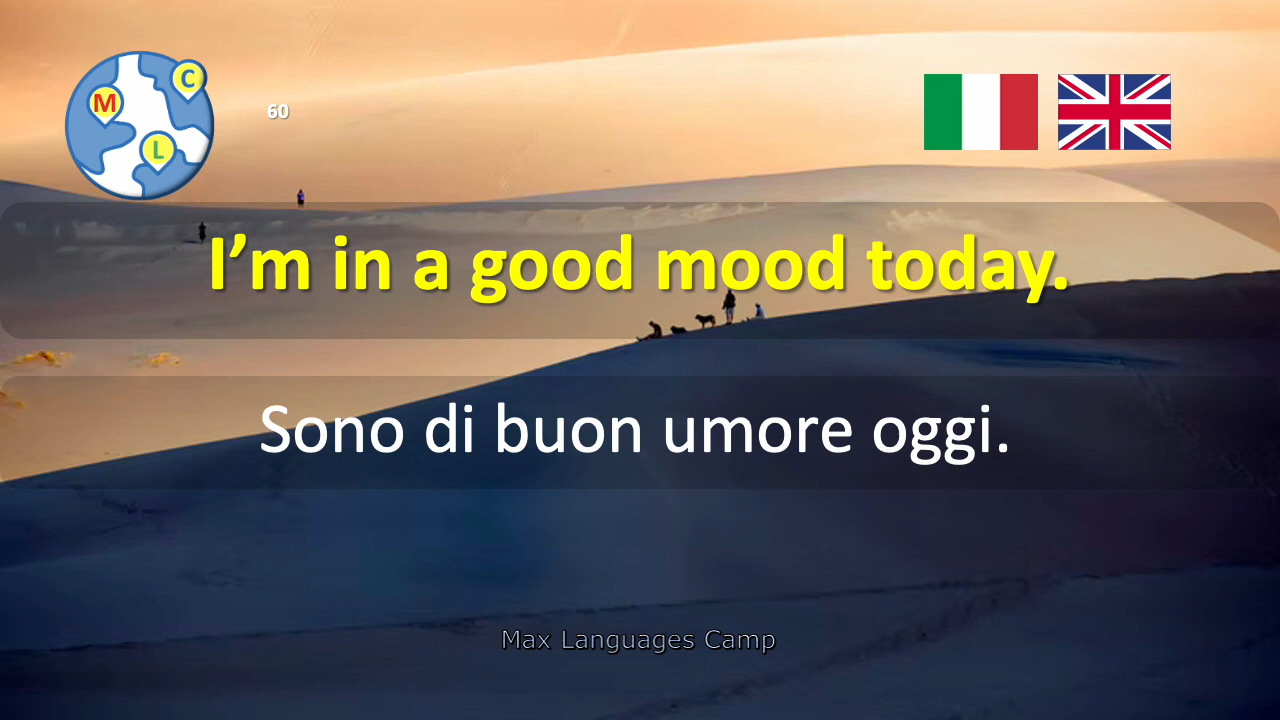 C
M
L
60
I’m in a good mood today.
Sono di buon umore oggi.
Max Languages Camp